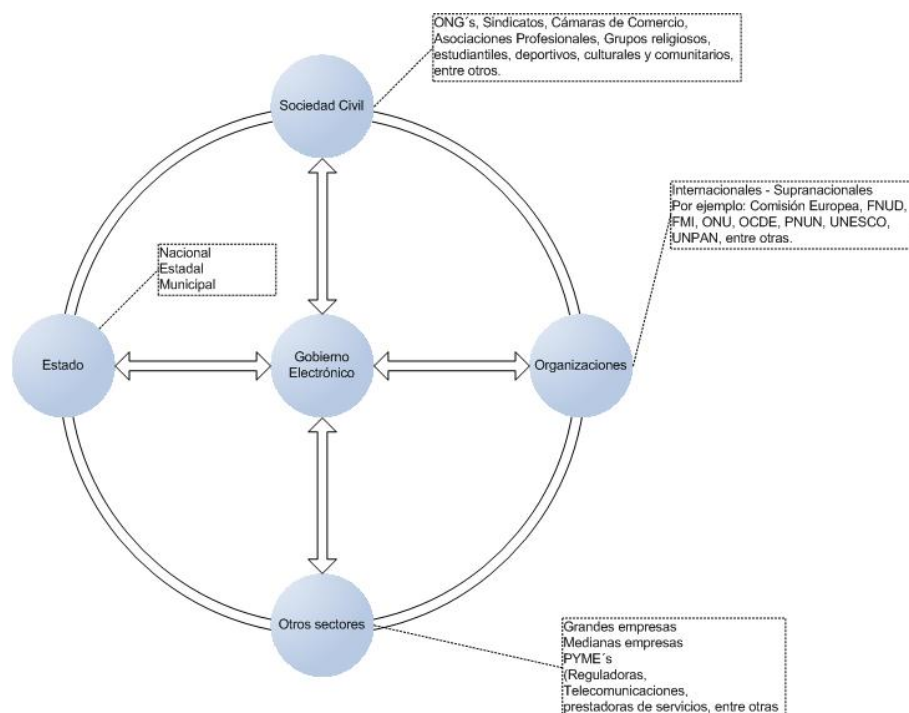 ONG´s, Sindicatos, Cámaras de Comercio,
Asociaciones Profesionales, Grupos religiosos,
estudiantiles, deportivos, culturales y comunitarios,
entre otros.
Sociedad Civil
Internacionales - Supranacionales
Por ejemplo: Comisión Europea, FNUD,
FMI, ONU, OCDE, PNUN, UNESCO,
UNPAN, entre otras.
Nacional
Estadal
Municipal
Estado
Gobierno
Electrónico
Organizaciones
Otros sectores
Grandes empresas
Medianas empresas
PYME´s
(Reguladoras,
Telecomunicaciones,
prestadoras de servicios, entre otras